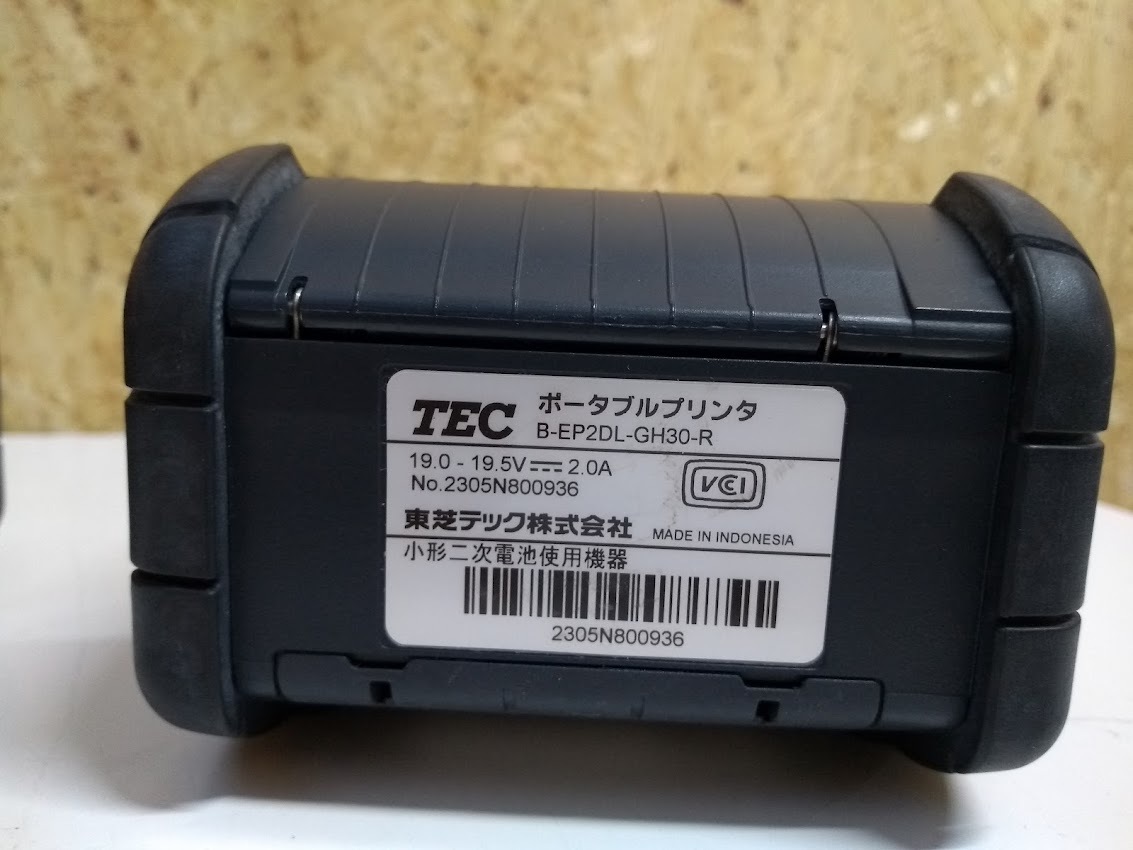 TEC ポータブルプリンタ
B-EP2DL-GH30-R
19.0 - 19.5V⎓2.0A
No.2305N800936
VCCI
東芝テック株式会社 MADE IN INDONESIA
小形二次電池使用機器
2305N800936